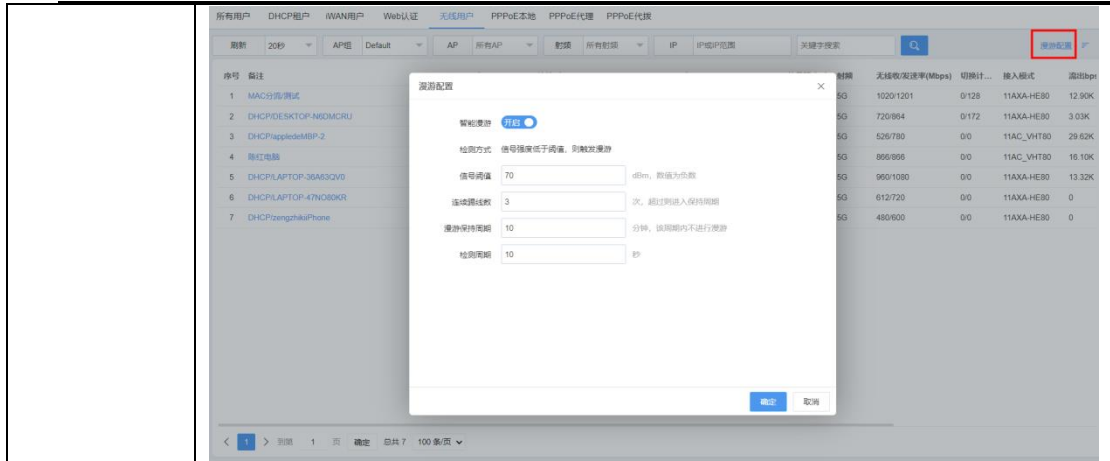 所有用户 DHCP租户 iWAN用户 Web认证 无线用户 PPPoE本地 PPPoE代理 PPPoE代拨
刷新 20秒 AP组 Default AP 所有AP 射频 所有射频 IP IP或IP范围 关键字搜索 漫游配置
序号 备注 射频 无线收/发速率(Mbps) 切换计... 接入模式 流出bps
1 MAC分流/测试 5G 1020/1201 0/128 11AXA-HE80 12.90K
2 DHCP/DESKTOP-N6DMCRU 5G 720/864 0/172 11AXA-HE80 3.03K
3 DHCP/appledeMBP-2 5G 526/780 0/0 11AC_VHT80 29.62K
4 陈红电脑 5G 866/866 0/0 11AC_VHT80 16.10K
5 DHCP/LAPTOP-36A63QV0 5G 960/1080 0/0 11AXA-HE80 13.32K
6 DHCP/LAPTOP-47NO80KR 5G 612/720 0/0 11AXA-HE80 0
7 DHCP/zengzhikiiPhone 5G 480/600 0/0 11AXA-HE80 0
漫游配置
智能漫游 开启
检测方式 信号强度低于阈值，则触发漫游
信号阈值 70 dBm，数值为负数
连续踢线数 3 次，超过则进入保持周期
漫游保持周期 10 分钟，该周期内不进行漫游
检测周期 10 秒
确定 取消
1 到第 1 页 确定 总共 7 100 条/页